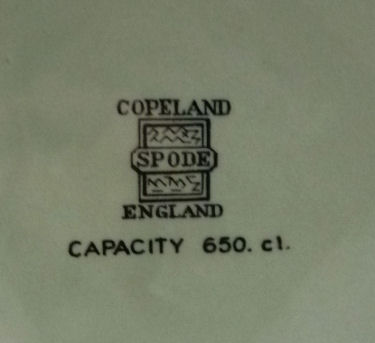 COPELAND
SPODE
ENGLAND
CAPACITY 650. cl.